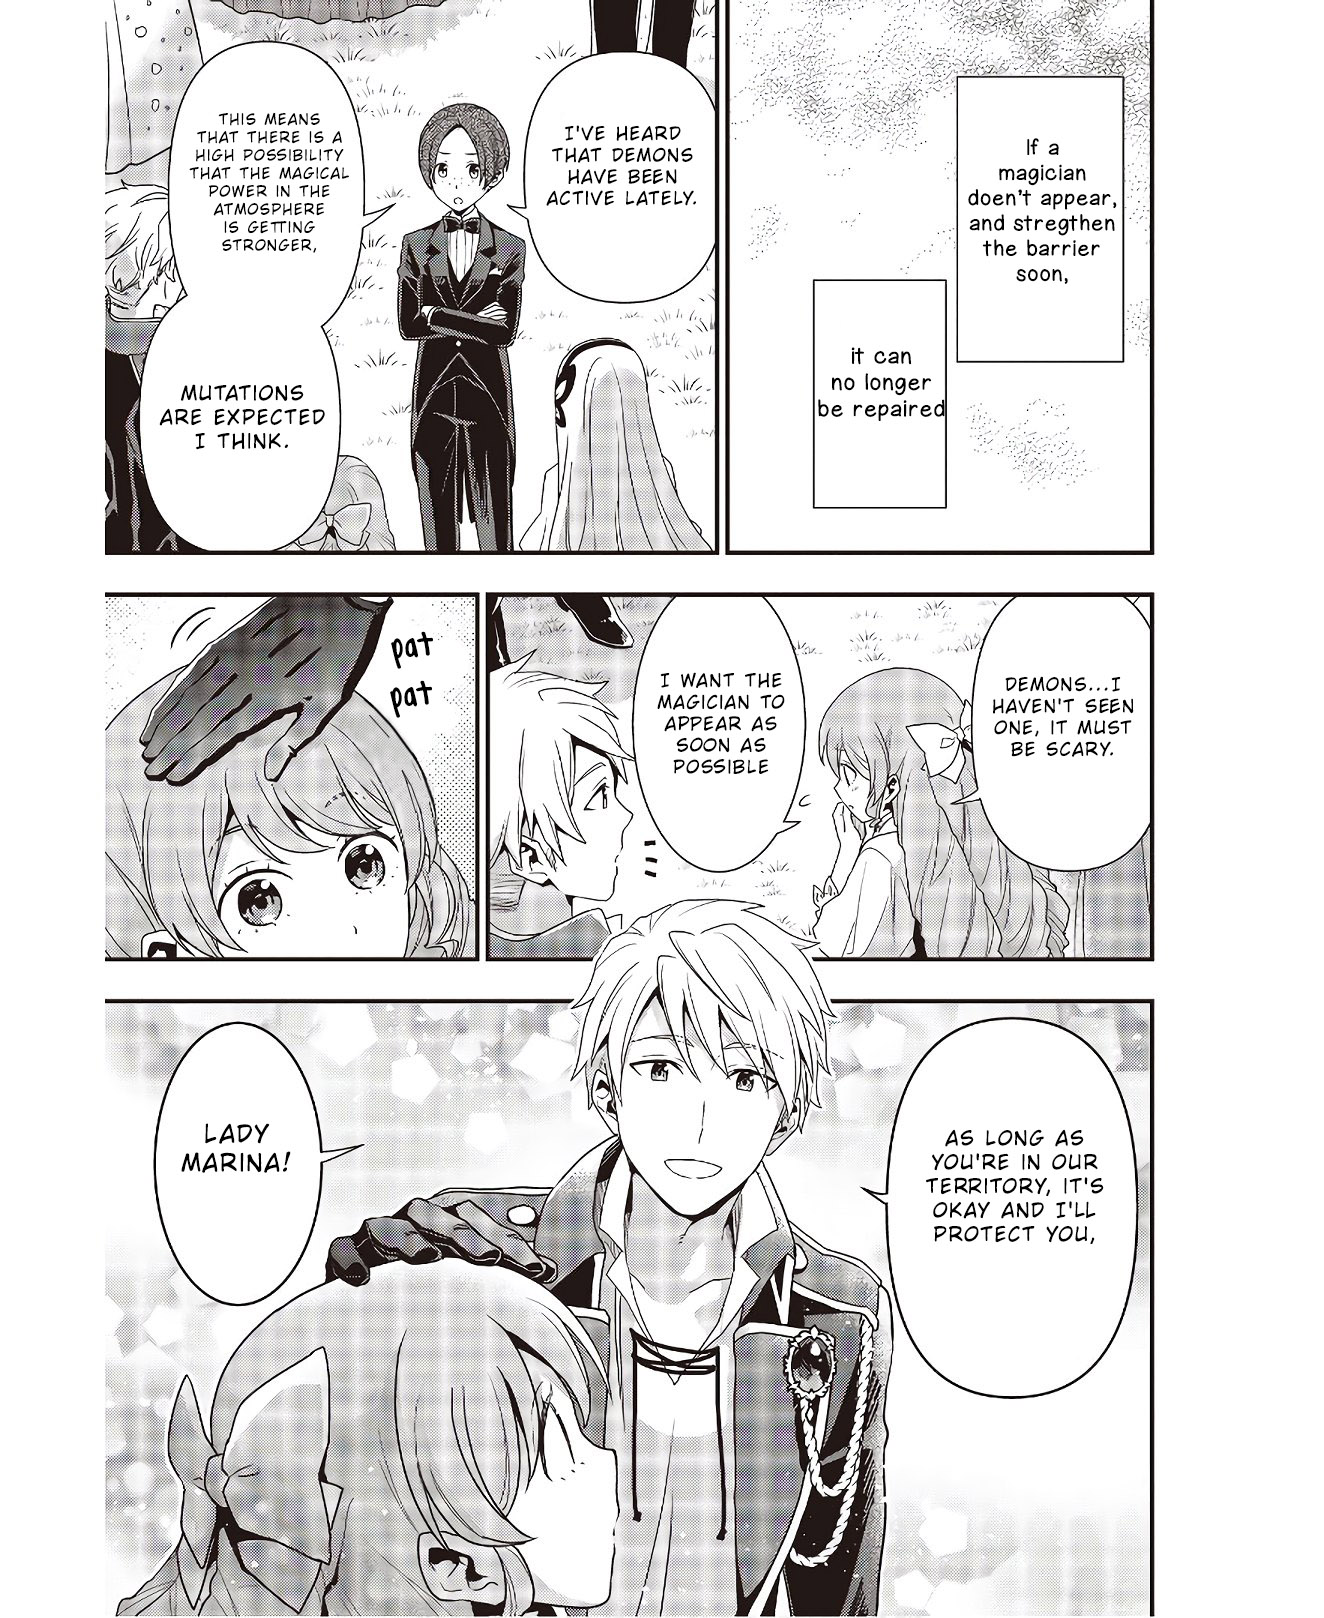 If a
magician
doen't appear,
and stregthen
the barrier
soon,
it can
no longer
be repaired
I'VE HEARD
THAT DEMONS
HAVE BEEN
ACTIVE LATELY.
THIS MEANS
THAT THERE IS A
HIGH POSSIBILITY
THAT THE MAGICAL
POWER IN THE
ATMOSPHERE
IS GETTING
STRONGER,
MUTATIONS
ARE EXPECTED
I THINK.
DEMONS...I
HAVEN'T SEEN
ONE, IT MUST
BE SCARY.
I WANT THE
MAGICIAN TO
APPEAR AS
SOON AS
POSSIBLE
pat
pat
AS LONG AS
YOU'RE IN OUR
TERRITORY, IT'S
OKAY AND I'LL
PROTECT YOU,
LADY
MARINA!